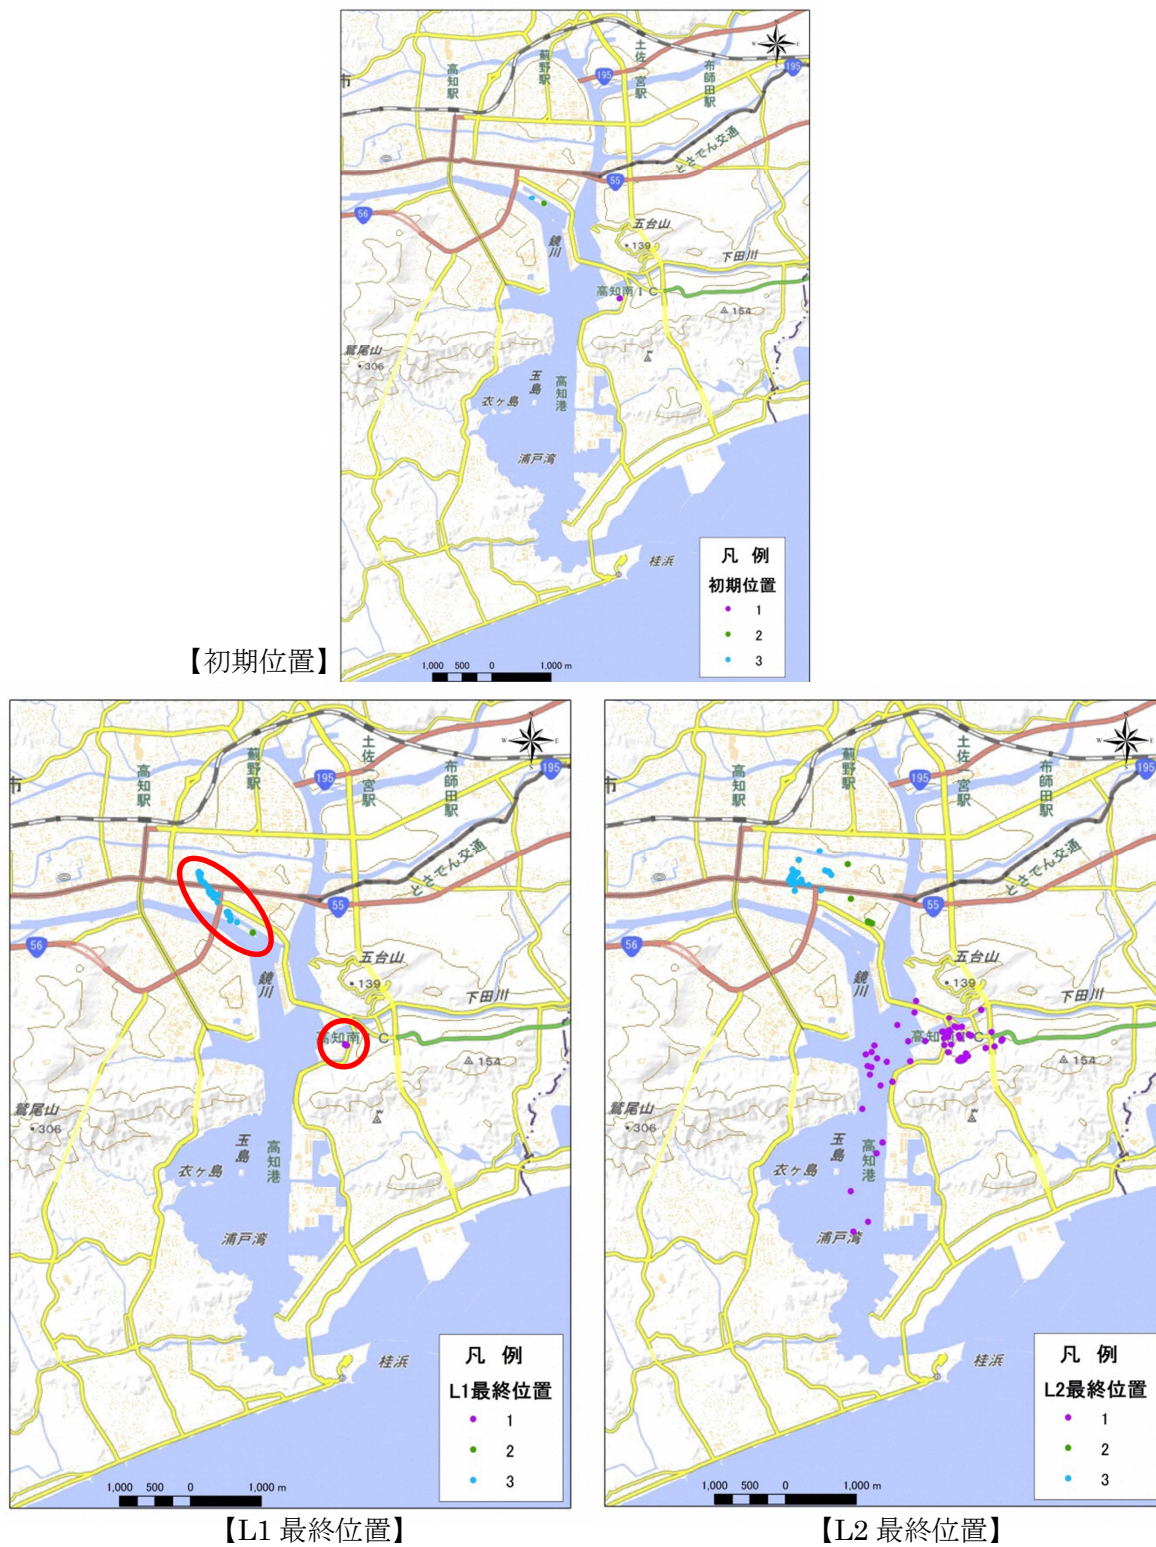 N
W E
195
195
市
高知駅
薊野駅
土佐一宮駅
布師田駅
とさでん交通
55
56
五台山
139
鏡川
下田川
高知南IC
154
鷲尾山
306
玉島
衣ヶ島
高知港
浦戸湾
桂浜
凡 例
初期位置
1
2
3
1,000 500 0 1,000 m
【初期位置】
N
W E
195
195
市
高知駅
薊野駅
土佐一宮駅
布師田駅
とさでん交通
55
56
五台山
139
鏡川
下田川
高知南 C
154
鷲尾山
306
玉島
衣ヶ島
高知港
浦戸湾
桂浜
凡 例
L1最終位置
1
2
3
1,000 500 0 1,000 m
【L1 最終位置】
N
W E
195
195
市
高知駅
薊野駅
土佐一宮駅
布師田駅
とさでん交通
55
56
五台山
139
鏡川
下田川
高知 C
154
鷲尾山
306
玉島
衣ヶ島
高知港
浦戸湾
桂浜
凡 例
L2最終位置
1
2
3
1,000 500 0 1,000 m
【L2 最終位置】